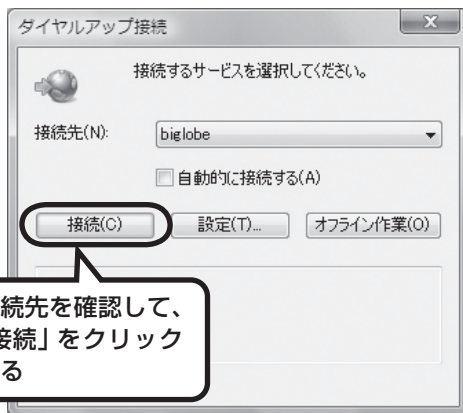 ダイヤルアップ接続
接続するサービスを選択してください。
接続先(N):
biglobe
自動的に接続する(A)
接続(C)
設定(T)...
オフライン作業(O)
続先を確認して、
接続」をクリック
る